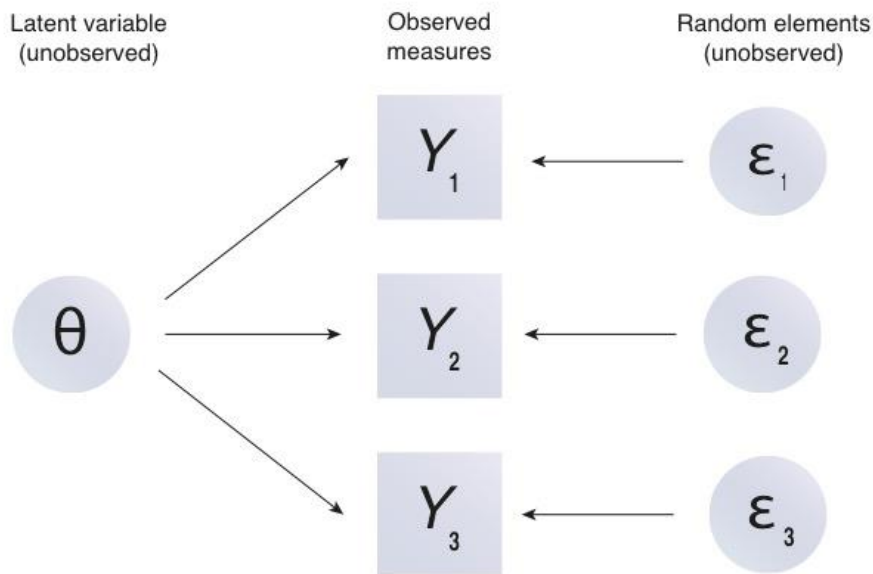 Latent variable
(unobserved)
Observed
measures
Random elements
(unobserved)
Y₁
ε₁
θ
Y₂
ε₂
Y₃
ε₃